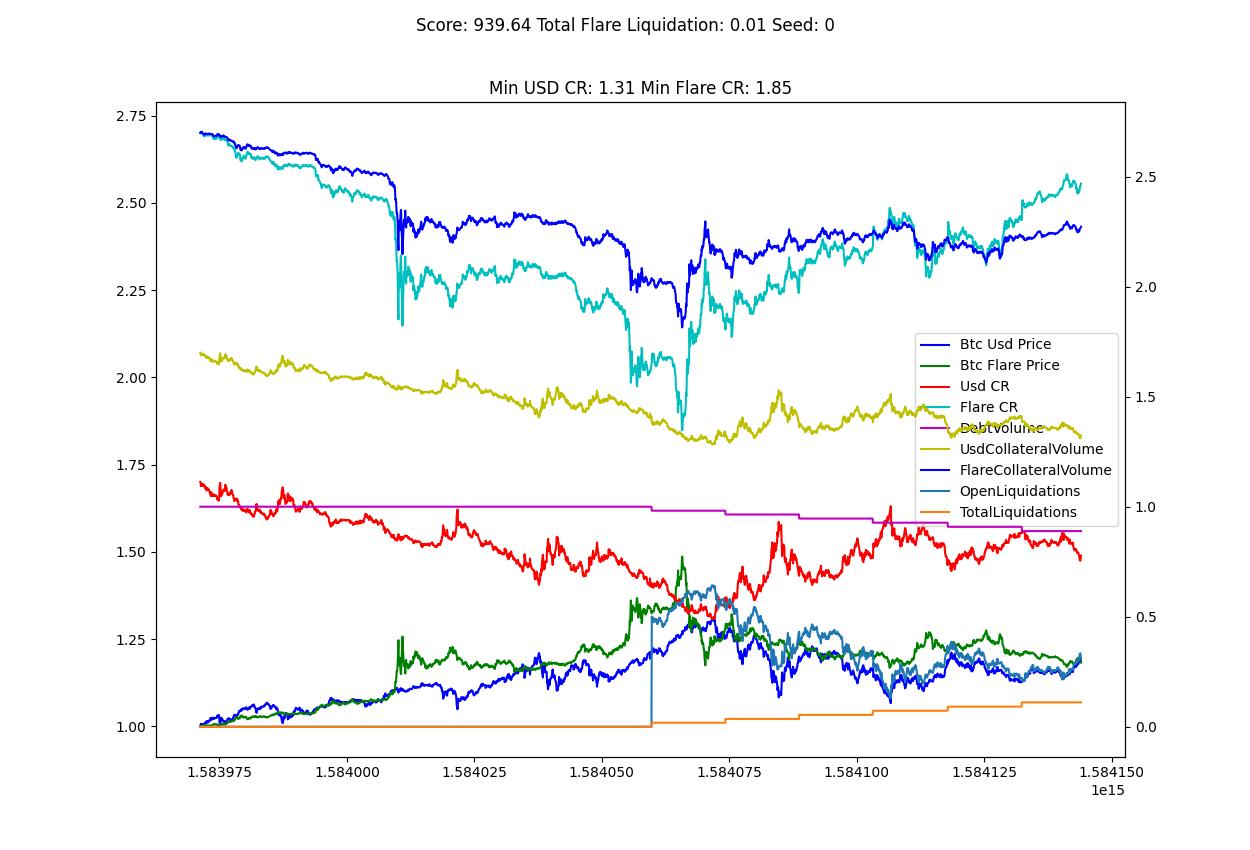 Score: 939.64 Total Flare Liquidation: 0.01 Seed: 0
Min USD CR: 1.31 Min Flare CR: 1.85
2.75
2.50
2.25
2.00
1.75
1.50
1.25
1.00
2.5
2.0
1.5
1.0
0.5
0.0
Btc Usd Price
Btc Flare Price
Usd CR
Flare CR
DebtVolume
UsdCollateralVolume
FlareCollateralVolume
OpenLiquidations
TotalLiquidations
1.583975 1.584000 1.584025 1.584050 1.584075 1.584100 1.584125 1.584150
1e15